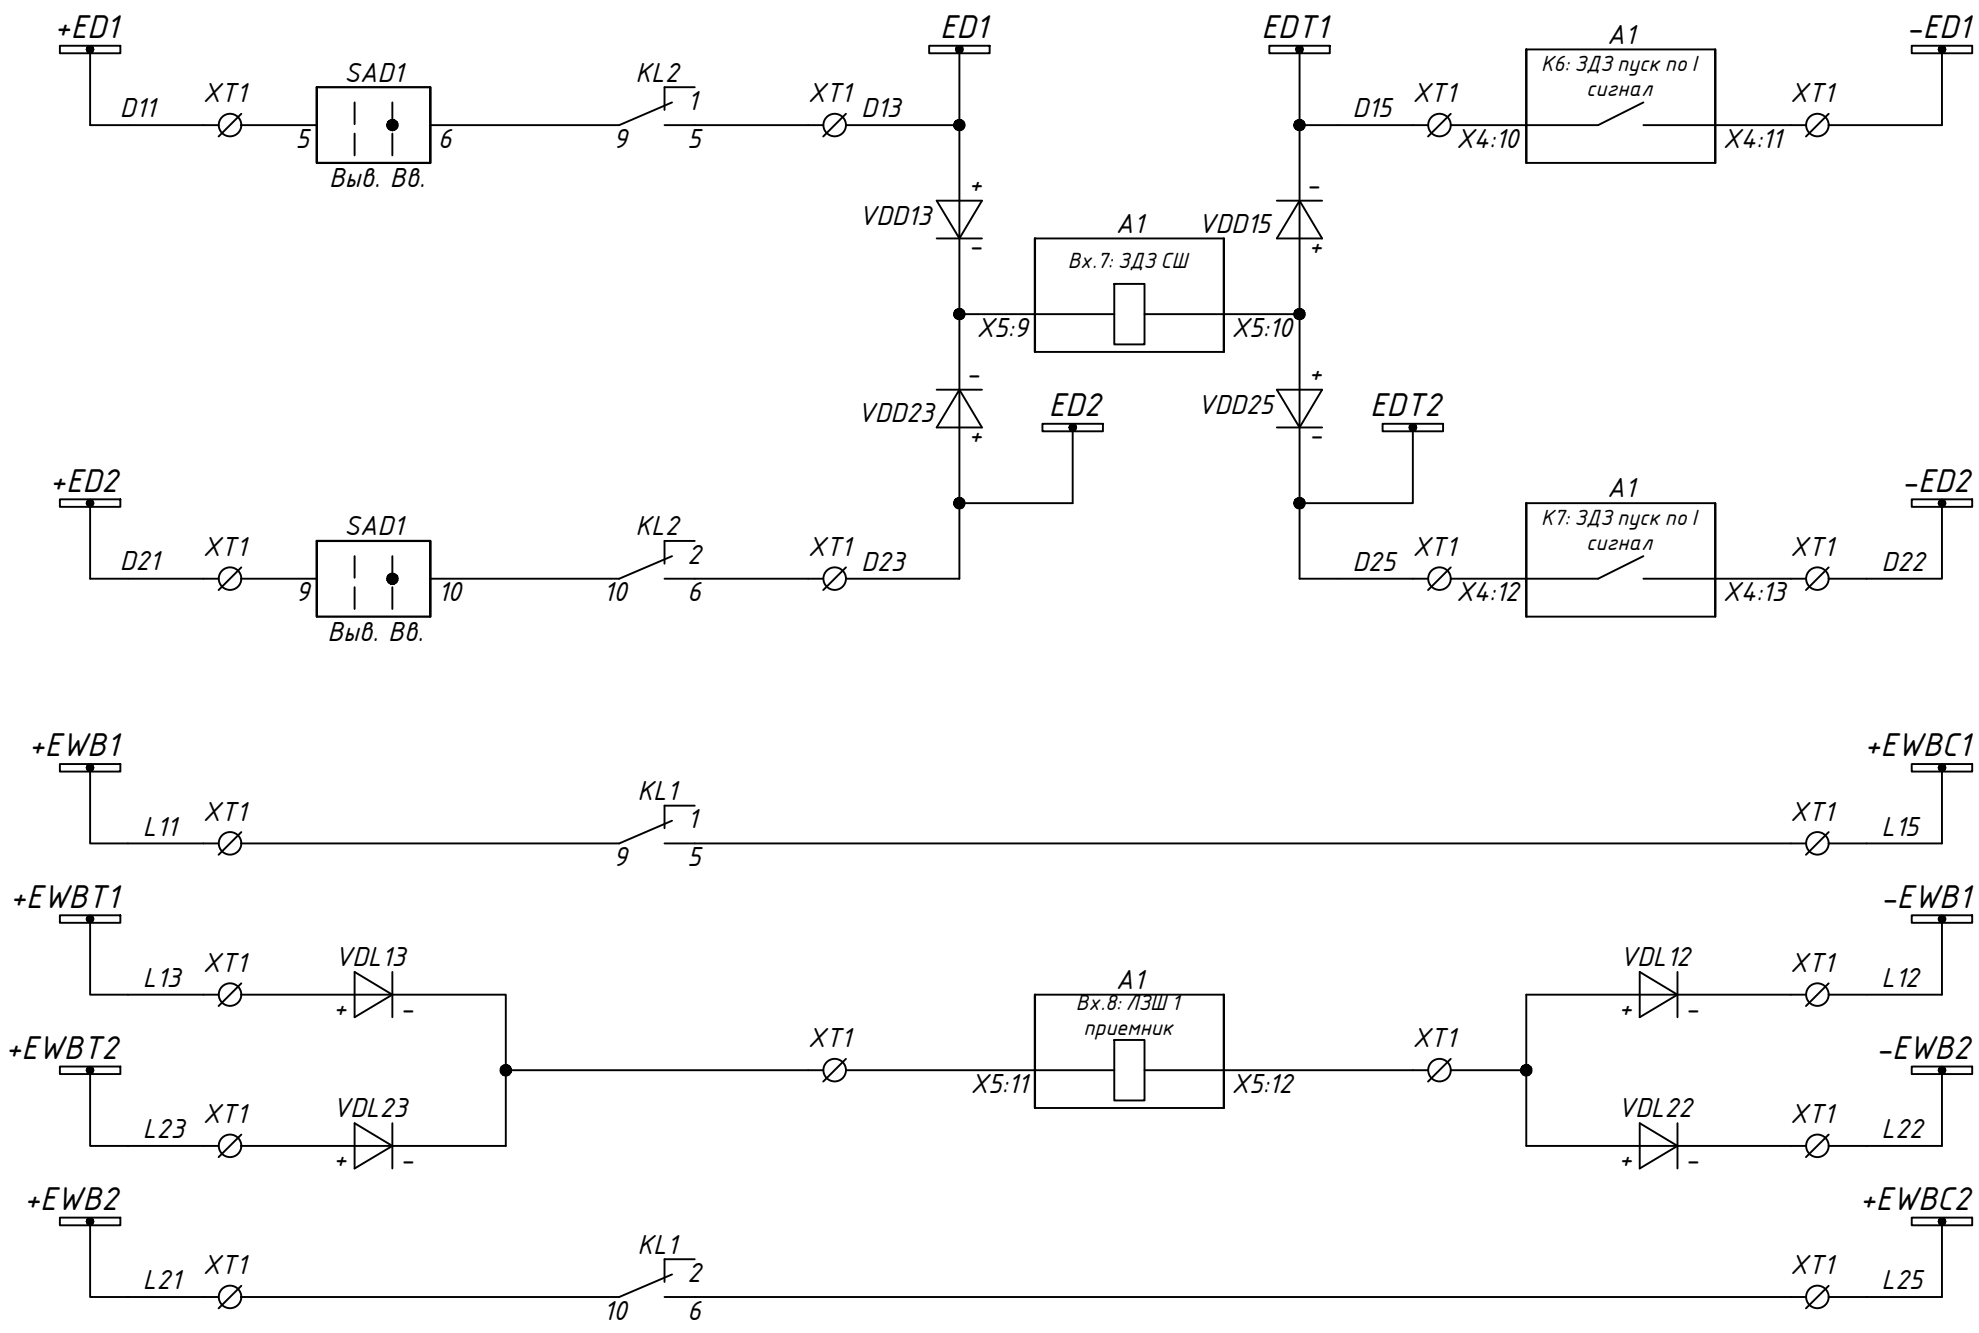 +ED1
ED1
EDT1
-ED1
D11
XT1
SAD1
5
6
Выв. Вв.
KL2
1
9
5
XT1
D13
D15
XT1
X4:10
A1
К6: ЗДЗ пуск по I
сигнал
X4:11
XT1
VDD13
+
-
A1
Вх.7: ЗДЗ СШ
X5:9
X5:10
VDD15
-
+
VDD23
-
+
ED2
VDD25
+
-
EDT2
+ED2
-ED2
D21
XT1
SAD1
9
10
Выв. Вв.
KL2
2
10
6
XT1
D23
D25
XT1
X4:12
A1
К7: ЗДЗ пуск по I
сигнал
X4:13
XT1
D22
+EWB1
+EWBC1
L11
XT1
KL1
1
9
5
XT1
L15
+EWBT1
-EWB1
L13
XT1
VDL13
+
-
A1
Вх.8: ЛЗШ 1
приемник
VDL12
+
-
XT1
L12
+EWBT2
XT1
X5:11
X5:12
XT1
-EWB2
L23
XT1
VDL23
+
-
VDL22
+
-
XT1
L22
+EWB2
+EWBC2
L21
XT1
KL1
2
10
6
XT1
L25